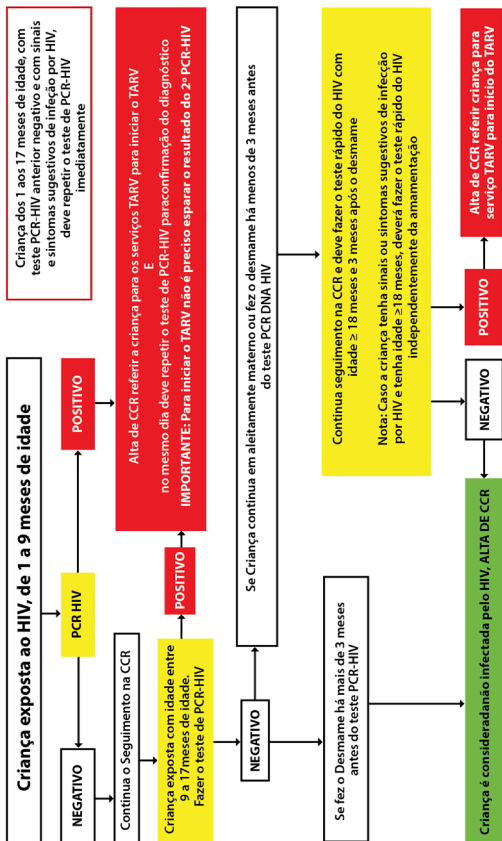 Criança exposta ao HIV, de 1 a 9 meses de idade
Criança dos 1 aos 17 meses de idade, com
teste PCR-HIV anterior negativo e com sinais
e sintomas sugestivos de infeção por HIV,
deve repetir o teste de PCR-HIV
imediatamente
NEGATIVO
PCR HIV
POSITIVO
Continua o Seguimento na CCR
Alta de CCR referir a criança para os serviços TARV para iniciar o TARV
E
no mesmo dia deve repetir o teste de PCR-HIV paraconfirmação do diagnóstico
IMPORTANTE: Para iniciar o TARV não é preciso esparar o resultado do 2º PCR-HIV
Criança exposta com idade entre
9 a 17meses de idade.
Fazer o teste de PCR-HIV
POSITIVO
NEGATIVO
Se Criança continua em aleitamente materno ou fez o desmame há menos de 3 meses antes
do teste PCR DNA HIV
Se fez o Desmame há mais de 3 meses
antes do teste PCR-HIV
Continua seguimento na CCR e deve fazer o teste rápido do HIV com
idade ≥ 18 meses e 3 meses após o desmame
Nota: Caso a criança tenha sinais ou sintomas sugestivos de infecção
por HIV e tenha idade ≥18 meses, deverá fazer o teste rápido do HIV
independentemente da amamentação
NEGATIVO
POSITIVO
Criança é consideradanão infectada pelo HIV, ALTA DE CCR
Alta de CCR referir criança para
serviço TARV para início do TARV